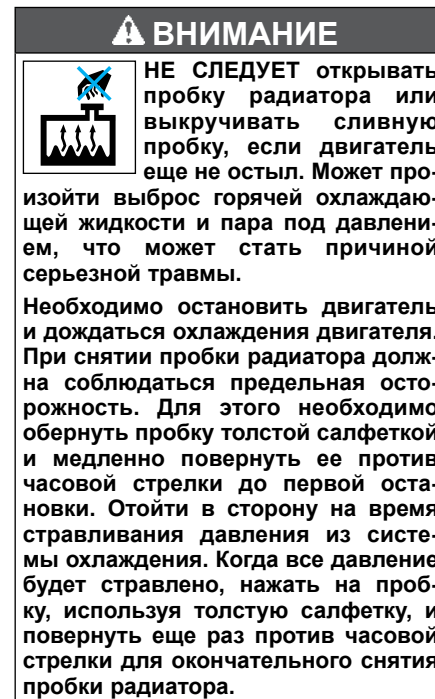 ВНИМАНИЕ
НЕ СЛЕДУЕТ открывать
пробку радиатора или
выкручивать сливную
пробку, если двигатель
еще не остыл. Может про-
изойти выброс горячей охлаждаю-
щей жидкости и пара под давлени-
ем, что может стать причиной
серьезной травмы.
Необходимо остановить двигатель
и дождаться охлаждения двигателя.
При снятии пробки радиатора долж-
на соблюдаться предельная осто-
рожность. Для этого необходимо
обернуть пробку толстой салфеткой
и медленно повернуть ее против
часовой стрелки до первой оста-
новки. Отойти в сторону на время
стравливания давления из систе-
мы охлаждения. Когда все давление
будет стравлено, нажать на проб-
ку, используя толстую салфетку, и
повернуть еще раз против часовой
стрелки для окончательного снятия
пробки радиатора.